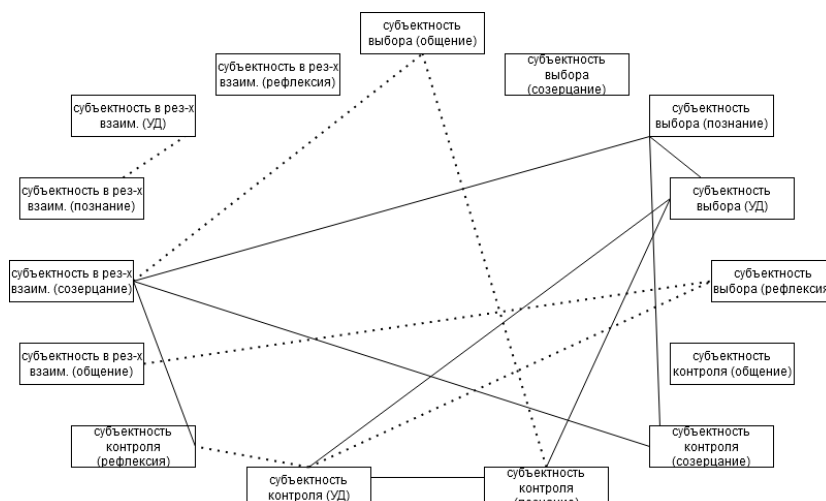 субъектность
выбора (общение)
субъектность в рез-х
взаим. (рефлексия)
субъектность
выбора
(созерцание)
субъектность в рез-х
взаим. (УД)
субъектность
выбора (познание)
субъектность в рез-х
взаим. (познание)
субъектность
выбора (УД)
субъектность в рез-х
взаим. (созерцание)
субъектность
выбора (рефлексия
субъектность в рез-х
взаим. (общение)
субъектность
контроля (общение)
субъектность
контроля
(рефлексия)
субъектность
контроля
(созерцание)
субъектность
контроля (УД)
субъектность
контроля